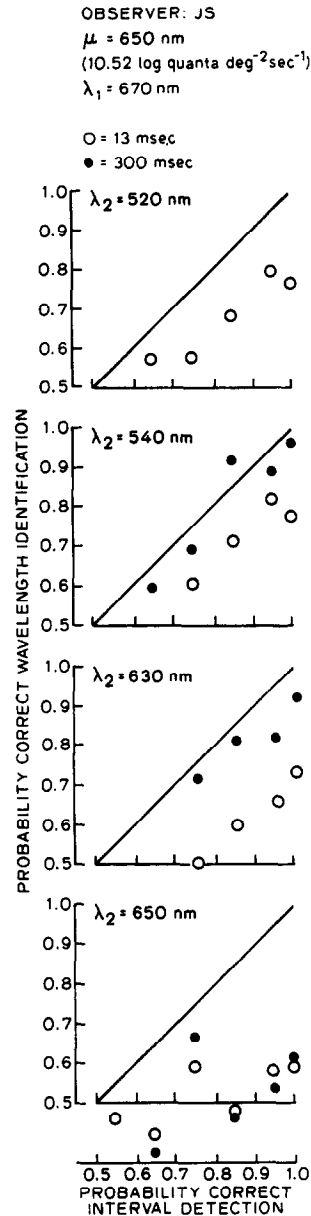 OBSERVER: JS
μ = 650 nm
(10.52 log quanta deg⁻²sec⁻¹)
λ₁ = 670 nm
○ = 13 msec
● = 300 msec
λ₂ = 520 nm
1.0
0.9
0.8
0.7
0.6
0.5
λ₂ = 540 nm
1.0
0.9
0.8
0.7
0.6
0.5
λ₂ = 630 nm
1.0
0.9
0.8
0.7
0.6
0.5
λ₂ = 650 nm
1.0
0.9
0.8
0.7
0.6
0.5
PROBABILITY CORRECT WAVELENGTH IDENTIFICATION
0.5 0.6 0.7 0.8 0.9 1.0
PROBABILITY CORRECT
INTERVAL DETECTION